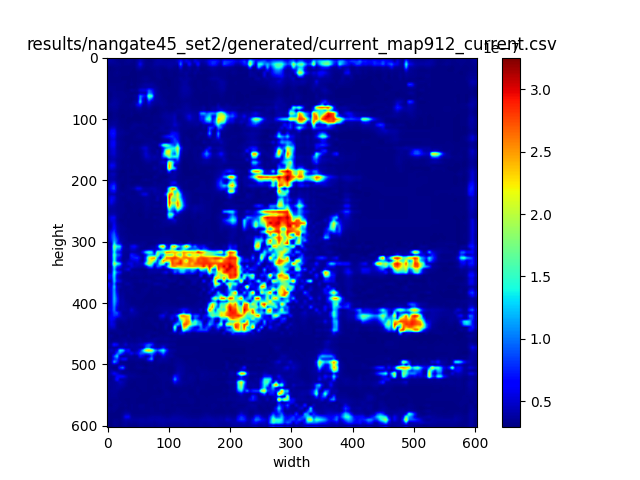 results/nangate45_set2/generated/current_map912_current.csv
1e−7
0
100
200
300
400
500
600
height
0 100 200 300 400 500 600
width
3.0
2.5
2.0
1.5
1.0
0.5